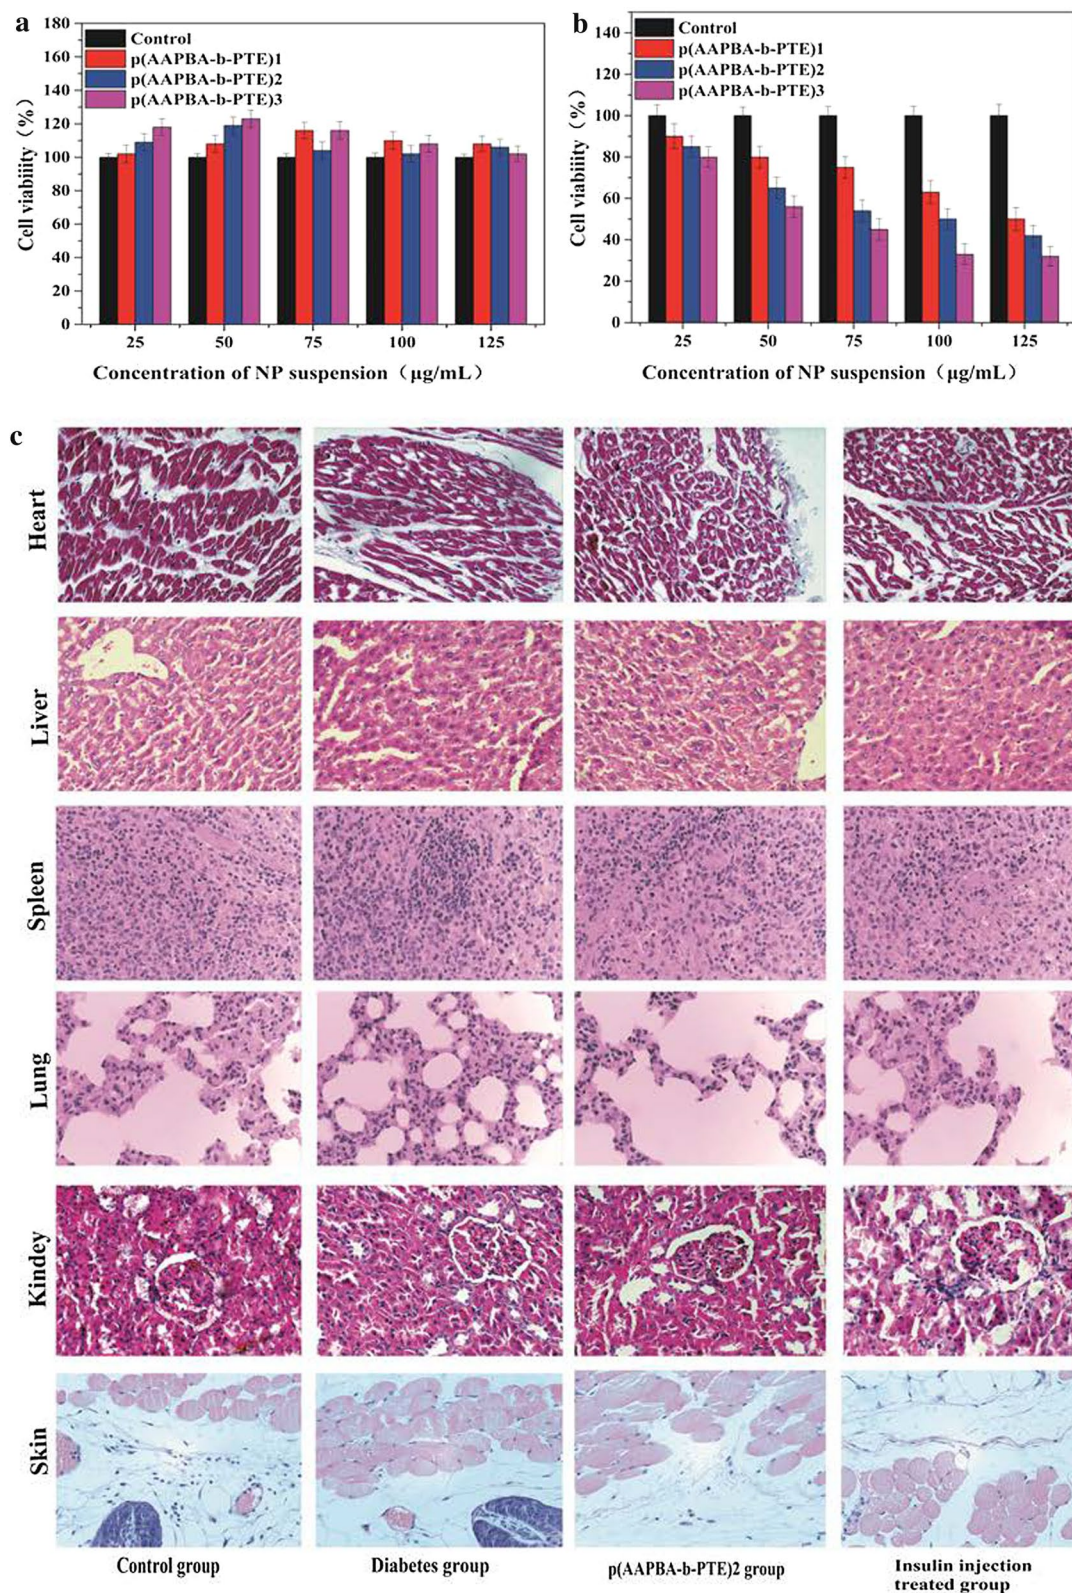 a
180
160
140
120
100
80
60
40
20
0
Control
p(AAPBA-b-PTE)1
p(AAPBA-b-PTE)2
p(AAPBA-b-PTE)3
Cell viabiiity（%）
25 50 75 100 125
Concentration of NP suspension（μg/mL）
b
140
120
100
80
60
40
20
0
Control
p(AAPBA-b-PTE)1
p(AAPBA-b-PTE)2
p(AAPBA-b-PTE)3
Cell viability（%）
25 50 75 100 125
Concentration of NP suspension（μg/mL）
c
Heart
Liver
Spleen
Lung
Kindey
Skin
Control group
Diabetes group
p(AAPBA-b-PTE)2 group
Insulin injection
treated group